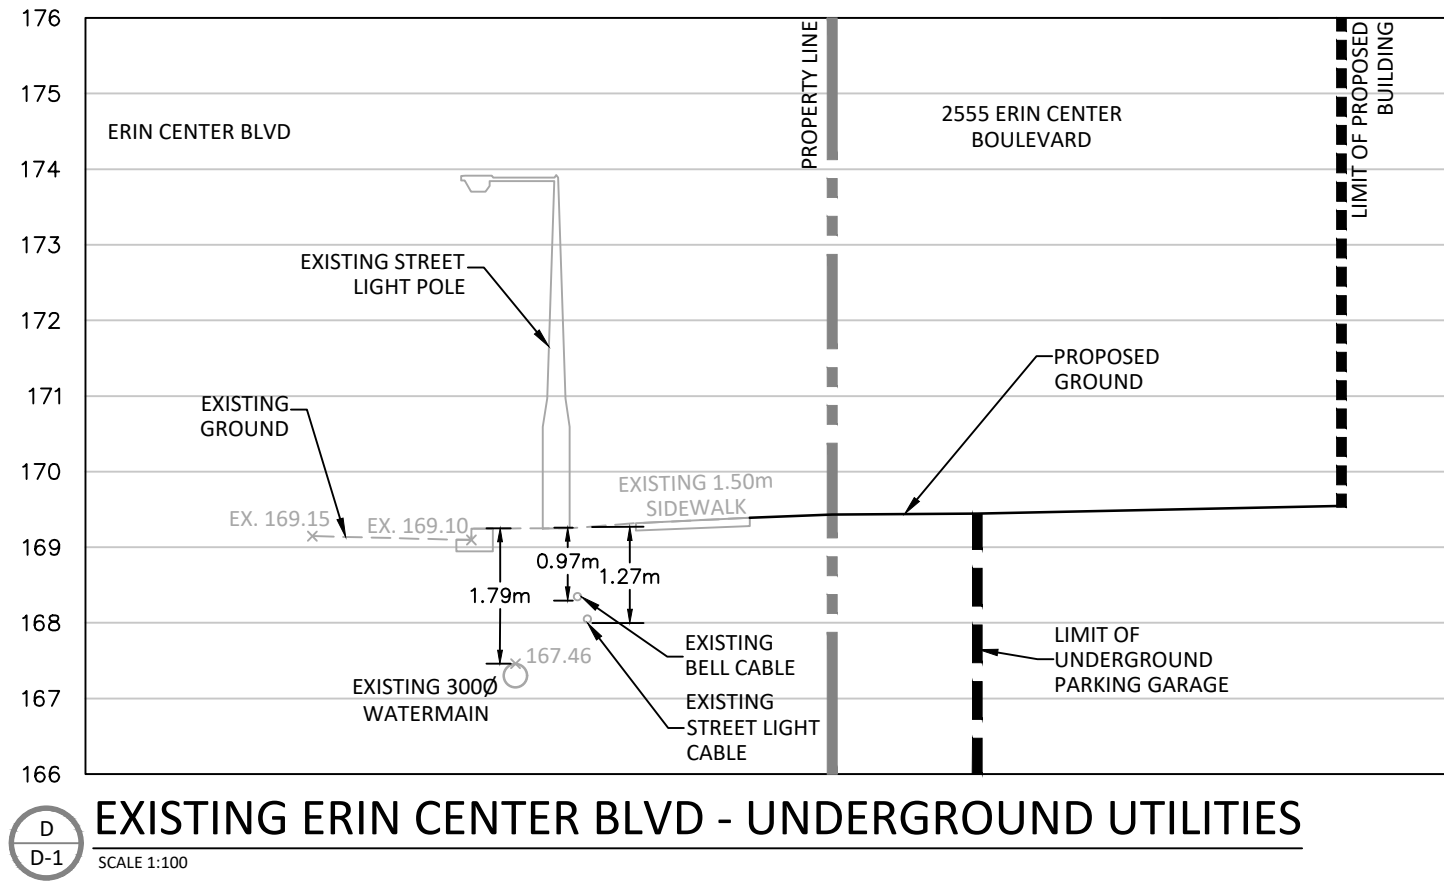 176
175
174
173
172
171
170
169
168
167
166
ERIN CENTER BLVD
PROPERTY LINE
2555 ERIN CENTER
BOULEVARD
LIMIT OF PROPOSED
BUILDING
EXISTING STREET
LIGHT POLE
PROPOSED
GROUND
EXISTING
GROUND
EXISTING 1.50m
SIDEWALK
EX. 169.15
EX. 169.10
0.97m
1.27m
1.79m
167.46
EXISTING 300Ø
WATERMAIN
EXISTING
BELL CABLE
EXISTING
STREET LIGHT
CABLE
LIMIT OF
UNDERGROUND
PARKING GARAGE
D
D-1
EXISTING ERIN CENTER BLVD - UNDERGROUND UTILITIES
SCALE 1:100